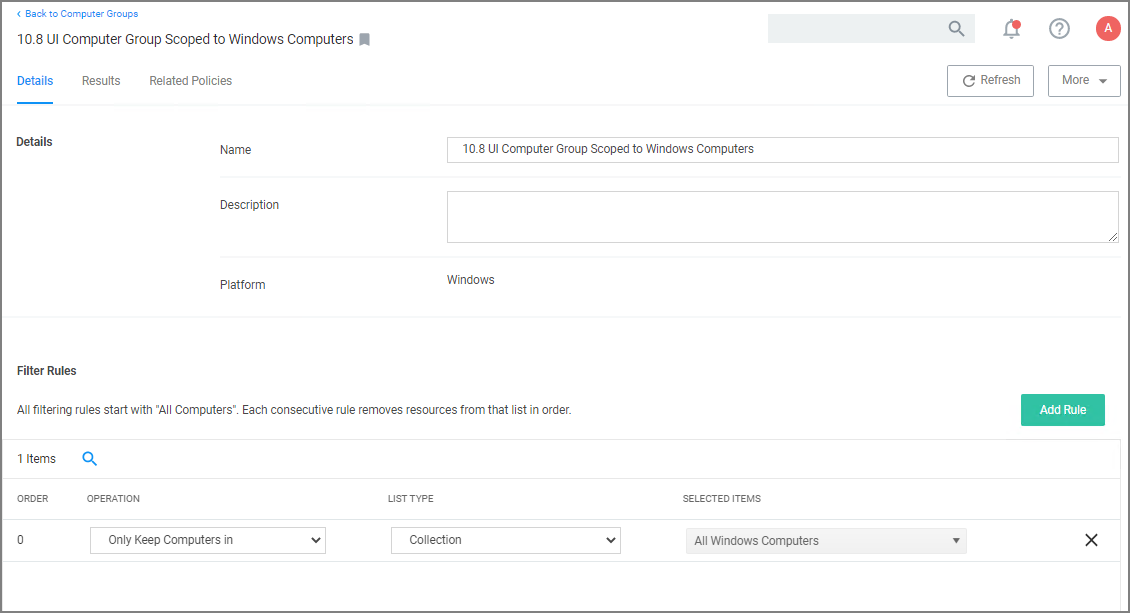 ‹ Back to Computer Groups
10.8 UI Computer Group Scoped to Windows Computers
A
Details
Results
Related Policies
Refresh
More
Details
Name
10.8 UI Computer Group Scoped to Windows Computers
Description
Platform
Windows
Filter Rules
All filtering rules start with "All Computers". Each consecutive rule removes resources from that list in order.
Add Rule
1 Items
ORDER OPERATION LIST TYPE SELECTED ITEMS
0 Only Keep Computers in Collection All Windows Computers